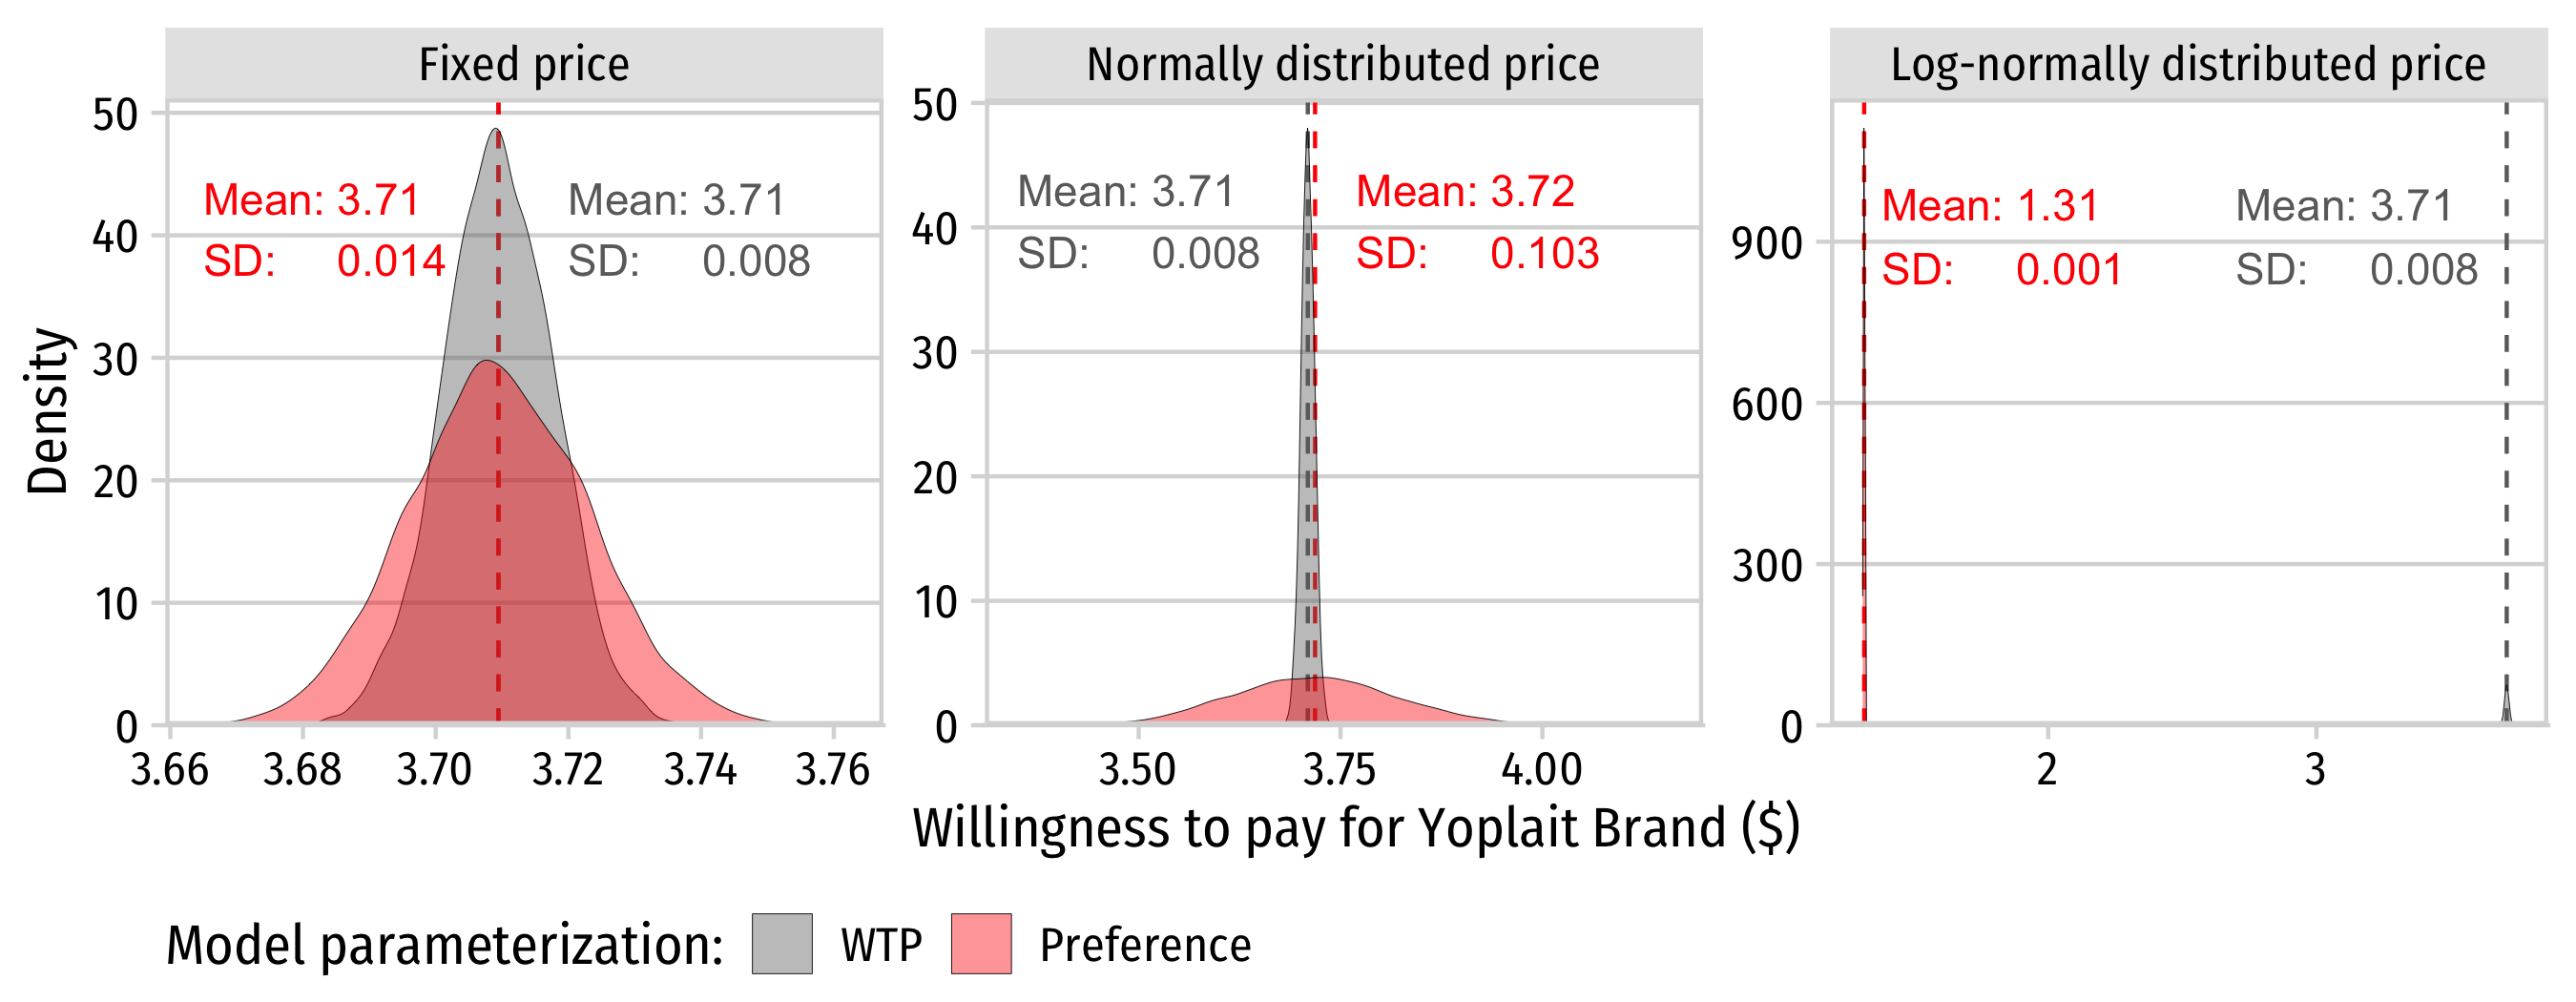 Fixed price
Normally distributed price
Log-normally distributed price
Density
50
40
30
20
10
0
Mean: 3.71
SD: 0.014
Mean: 3.71
SD: 0.008
3.66 3.68 3.70 3.72 3.74 3.76
50
40
30
20
10
0
Mean: 3.71
SD: 0.008
Mean: 3.72
SD: 0.103
3.50 3.75 4.00
900
600
300
0
Mean: 1.31
SD: 0.001
Mean: 3.71
SD: 0.008
2 3
Willingness to pay for Yoplait Brand ($)
Model parameterization: WTP Preference